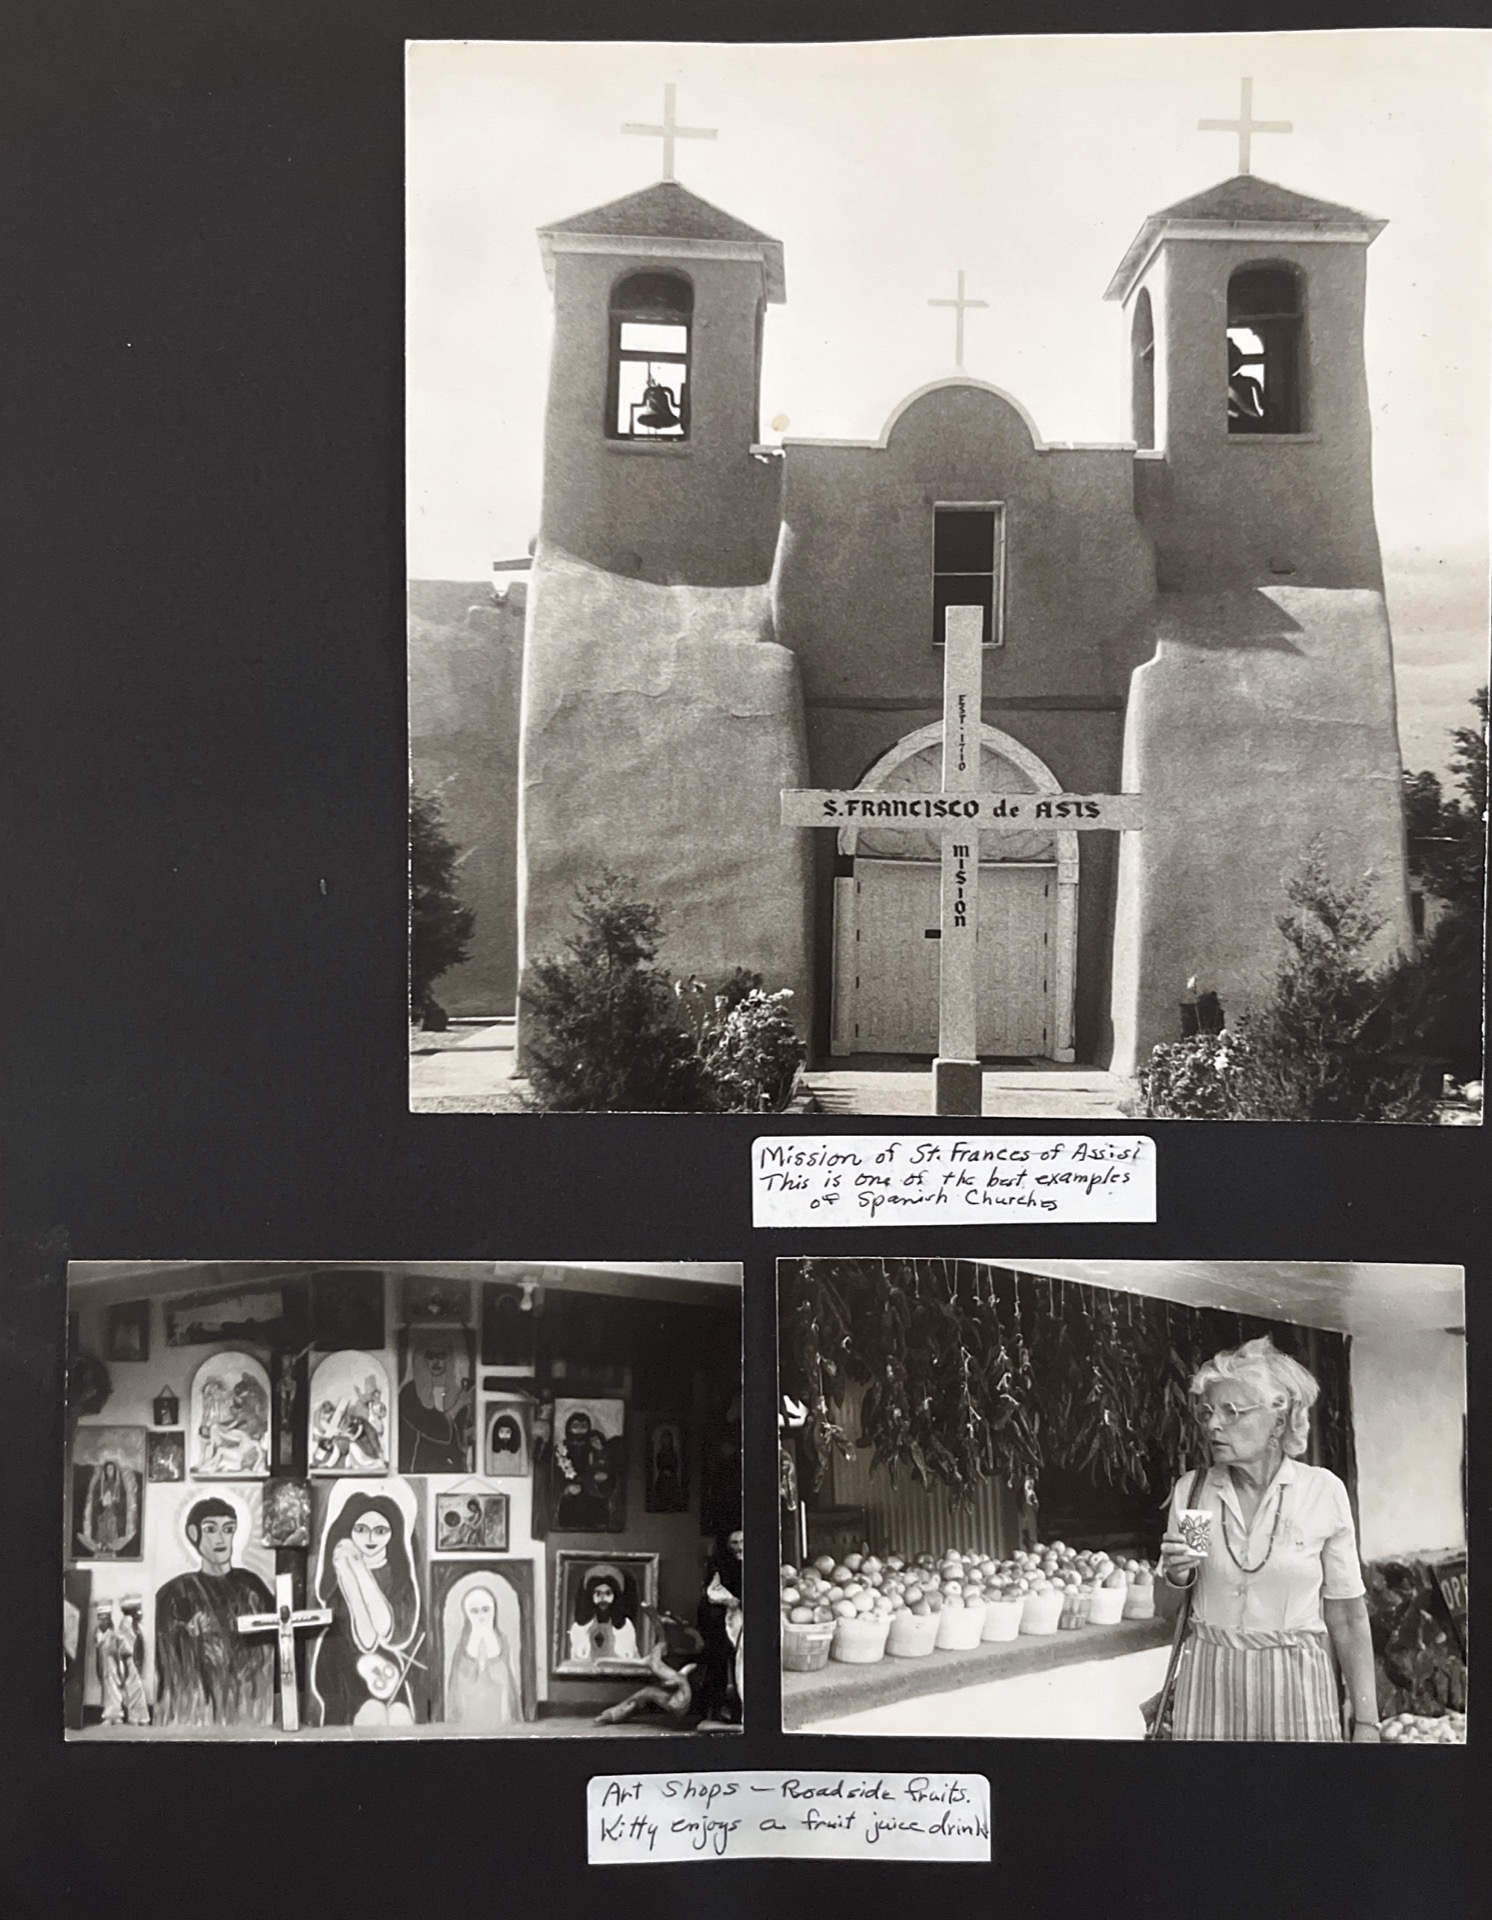 EST. 1710
S. FRANCISCO de ASIS
MISION
Mission of St. Frances of Assisi
This is one of the best examples
of Spanish Churches
Art Shops – Roadside fruits.
Kitty enjoys a fruit juice drink